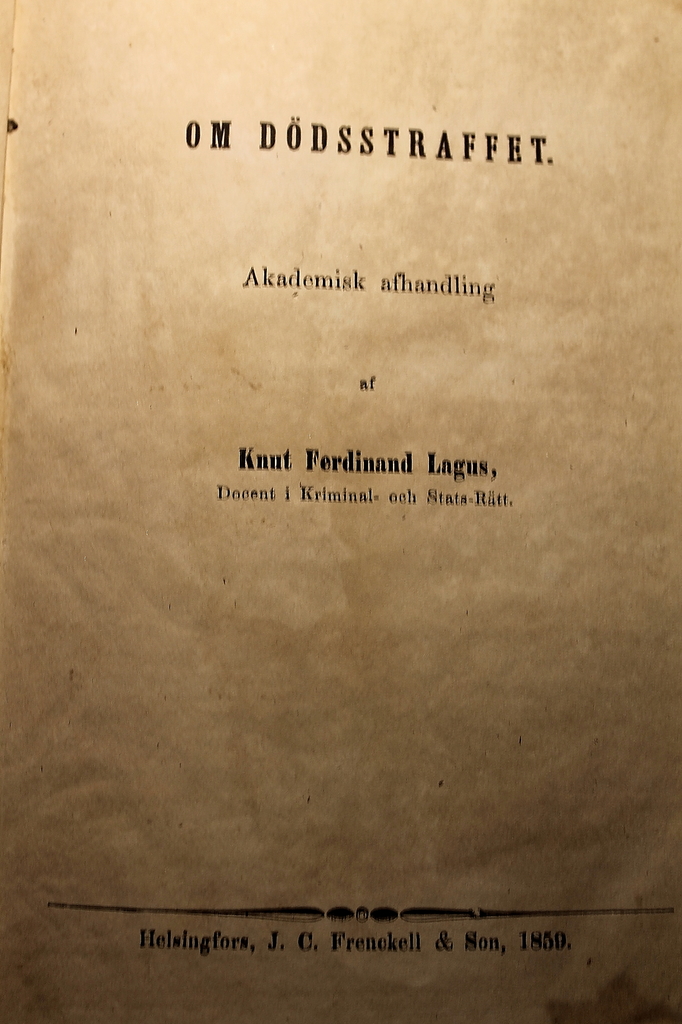 OM DÖDSSTRAFFET.
Akademisk afhandling
af
Knut Ferdinand Lagus,
Docent i Kriminal- och Stats-Rätt.
Helsingfors, J. C. Frenckell & Son, 1859.